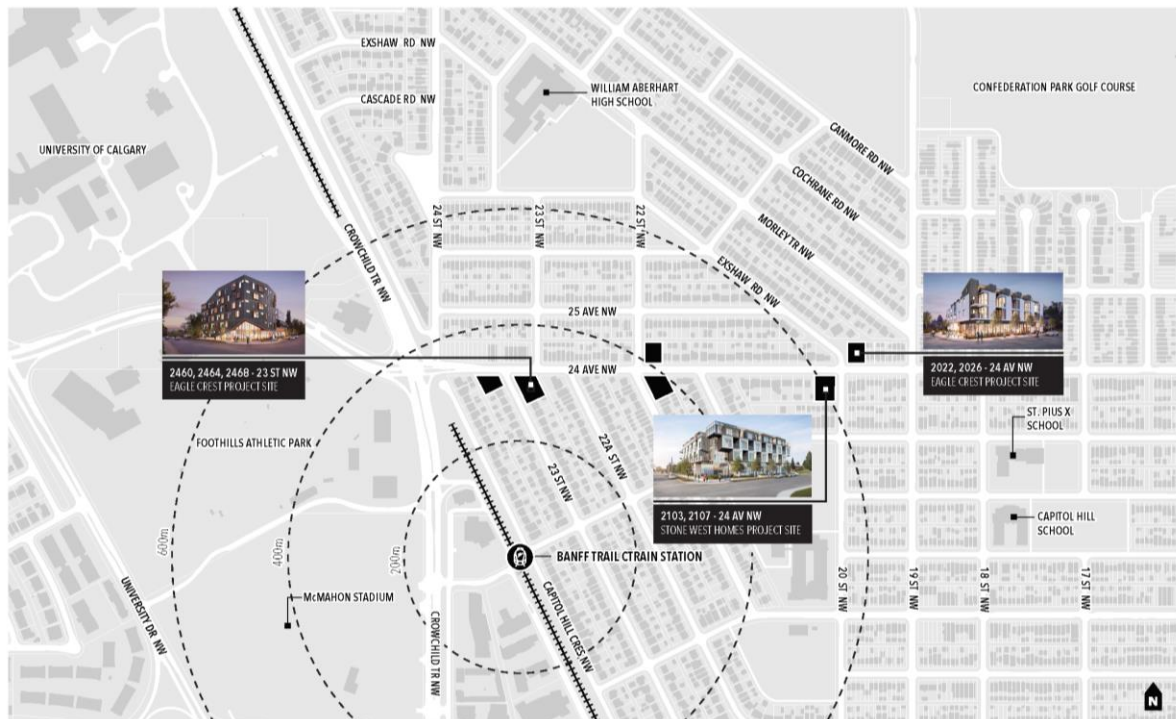 EXSHAW RD NW
CASCADE RD NW
WILLIAM ABERHART
HIGH SCHOOL
CONFEDERATION PARK GOLF COURSE
UNIVERSITY OF CALGARY
CANMORE RD NW
COCHRANE RD NW
MORLEY TR NW
EXSHAW RD NW
CROWCHILD TR NW
24 ST NW
23 ST NW
22 ST NW
25 AVE NW
24 AVE NW
2460, 2464, 2468 - 23 ST NW
EAGLE CREST PROJECT SITE
2022, 2026 - 24 AV NW
EAGLE CREST PROJECT SITE
ST. PIUS X
SCHOOL
FOOTHILLS ATHLETIC PARK
22A ST NW
23 ST NW
2103, 2107 - 24 AV NW
STONE WEST HOMES PROJECT SITE
CAPITOL HILL
SCHOOL
600m
400m
200m
BANFF TRAIL CTRAIN STATION
McMAHON STADIUM
UNIVERSITY DR NW
CROWCHILD TR NW
CAPITOL HILL CRES NW
20 ST NW
19 ST NW
18 ST NW
17 ST NW
N